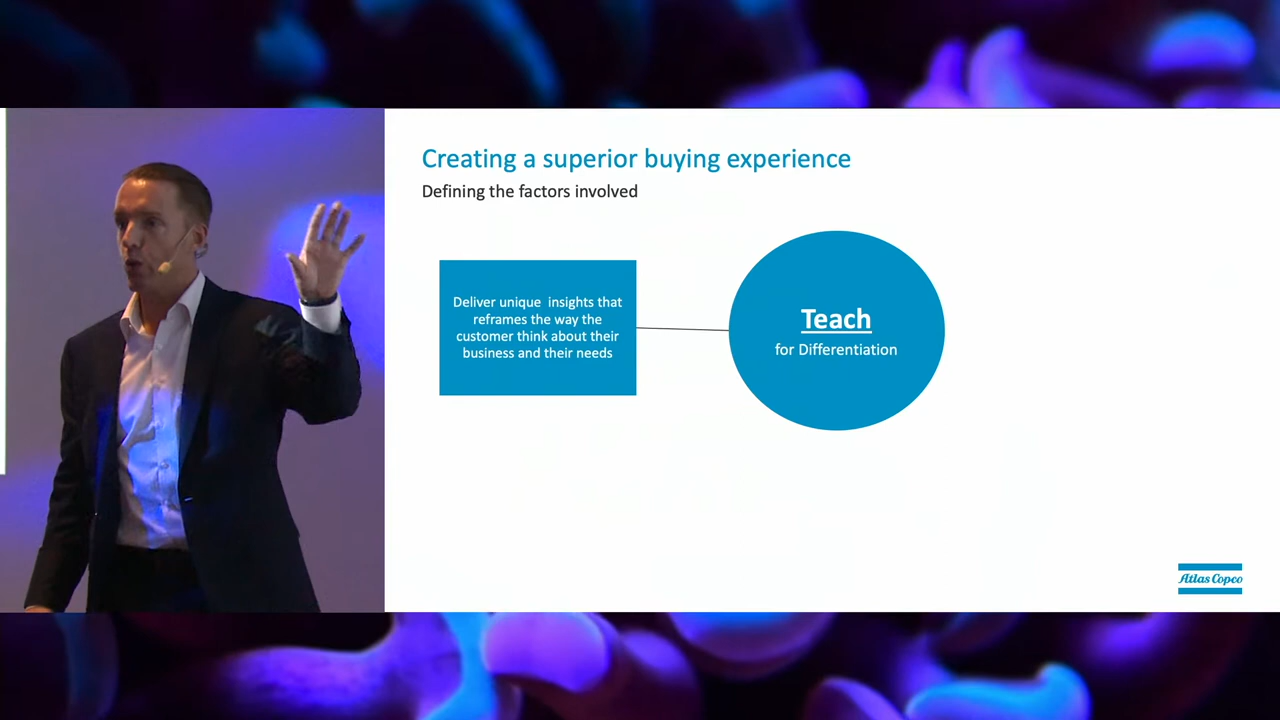 Creating a superior buying experience
Defining the factors involved
Deliver unique insights that
reframes the way the
customer think about their
business and their needs
Teach
for Differentiation
Atlas Copco